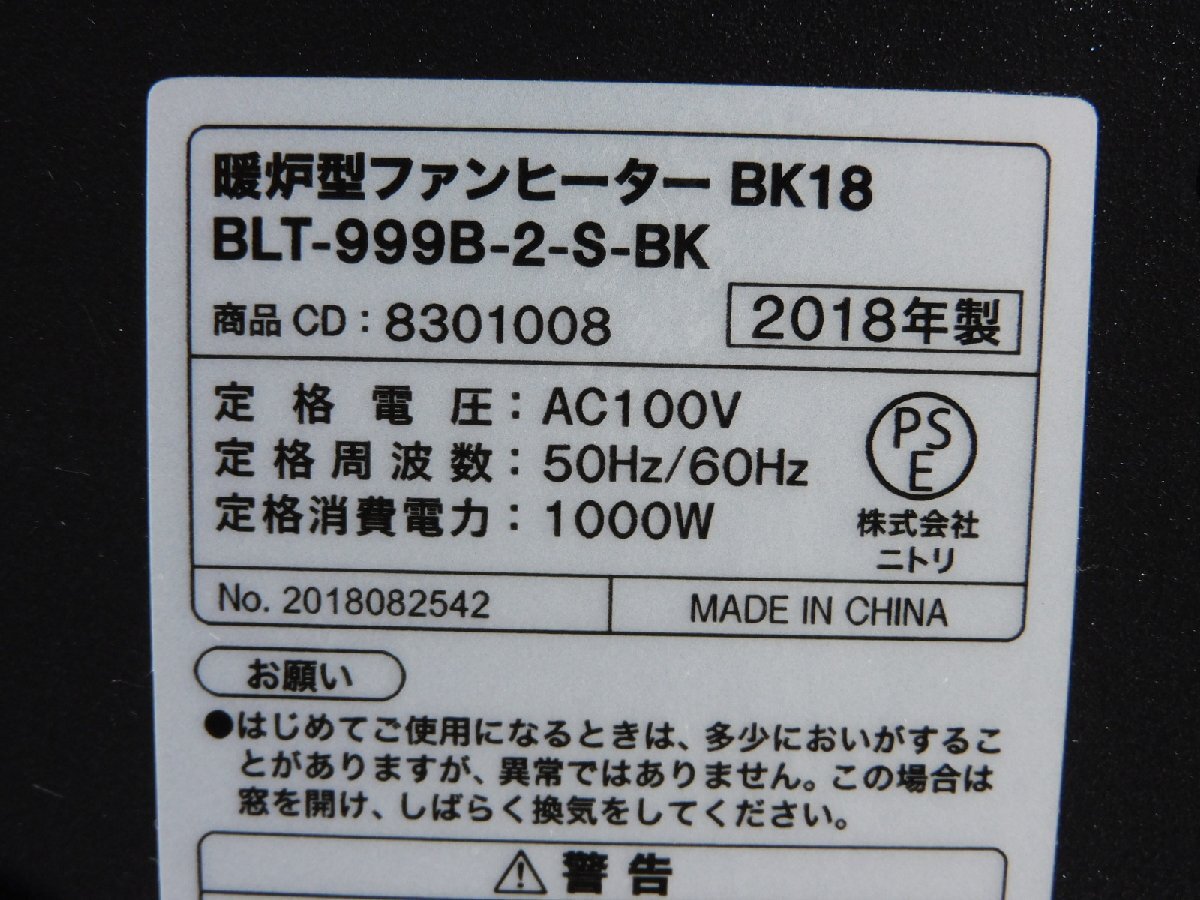 暖炉型ファンヒーター BK18
BLT-999B-2-S-BK
商品 CD：8301008
2018年製
定格電圧：AC100V
定格周波数：50Hz/60Hz
定格消費電力：1000W
PS
E
株式会社
ニトリ
No. 2018082542
MADE IN CHINA
お願い
●はじめてご使用になるときは、多少においがするこ
とがありますが、異常ではありません。この場合は
窓を開け、しばらく換気をしてください。
⚠警告